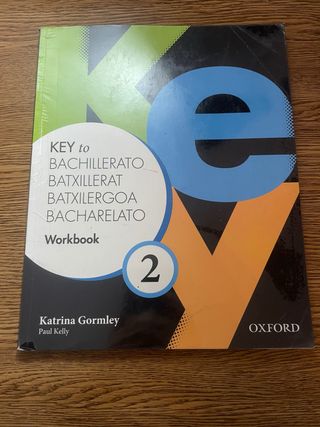 Key
KEY to
BACHILLERATO
BATXILLERAT
BATXILERGOA
BACHARELATO
Workbook
2
Katrina Gormley
Paul Kelly
OXFORD